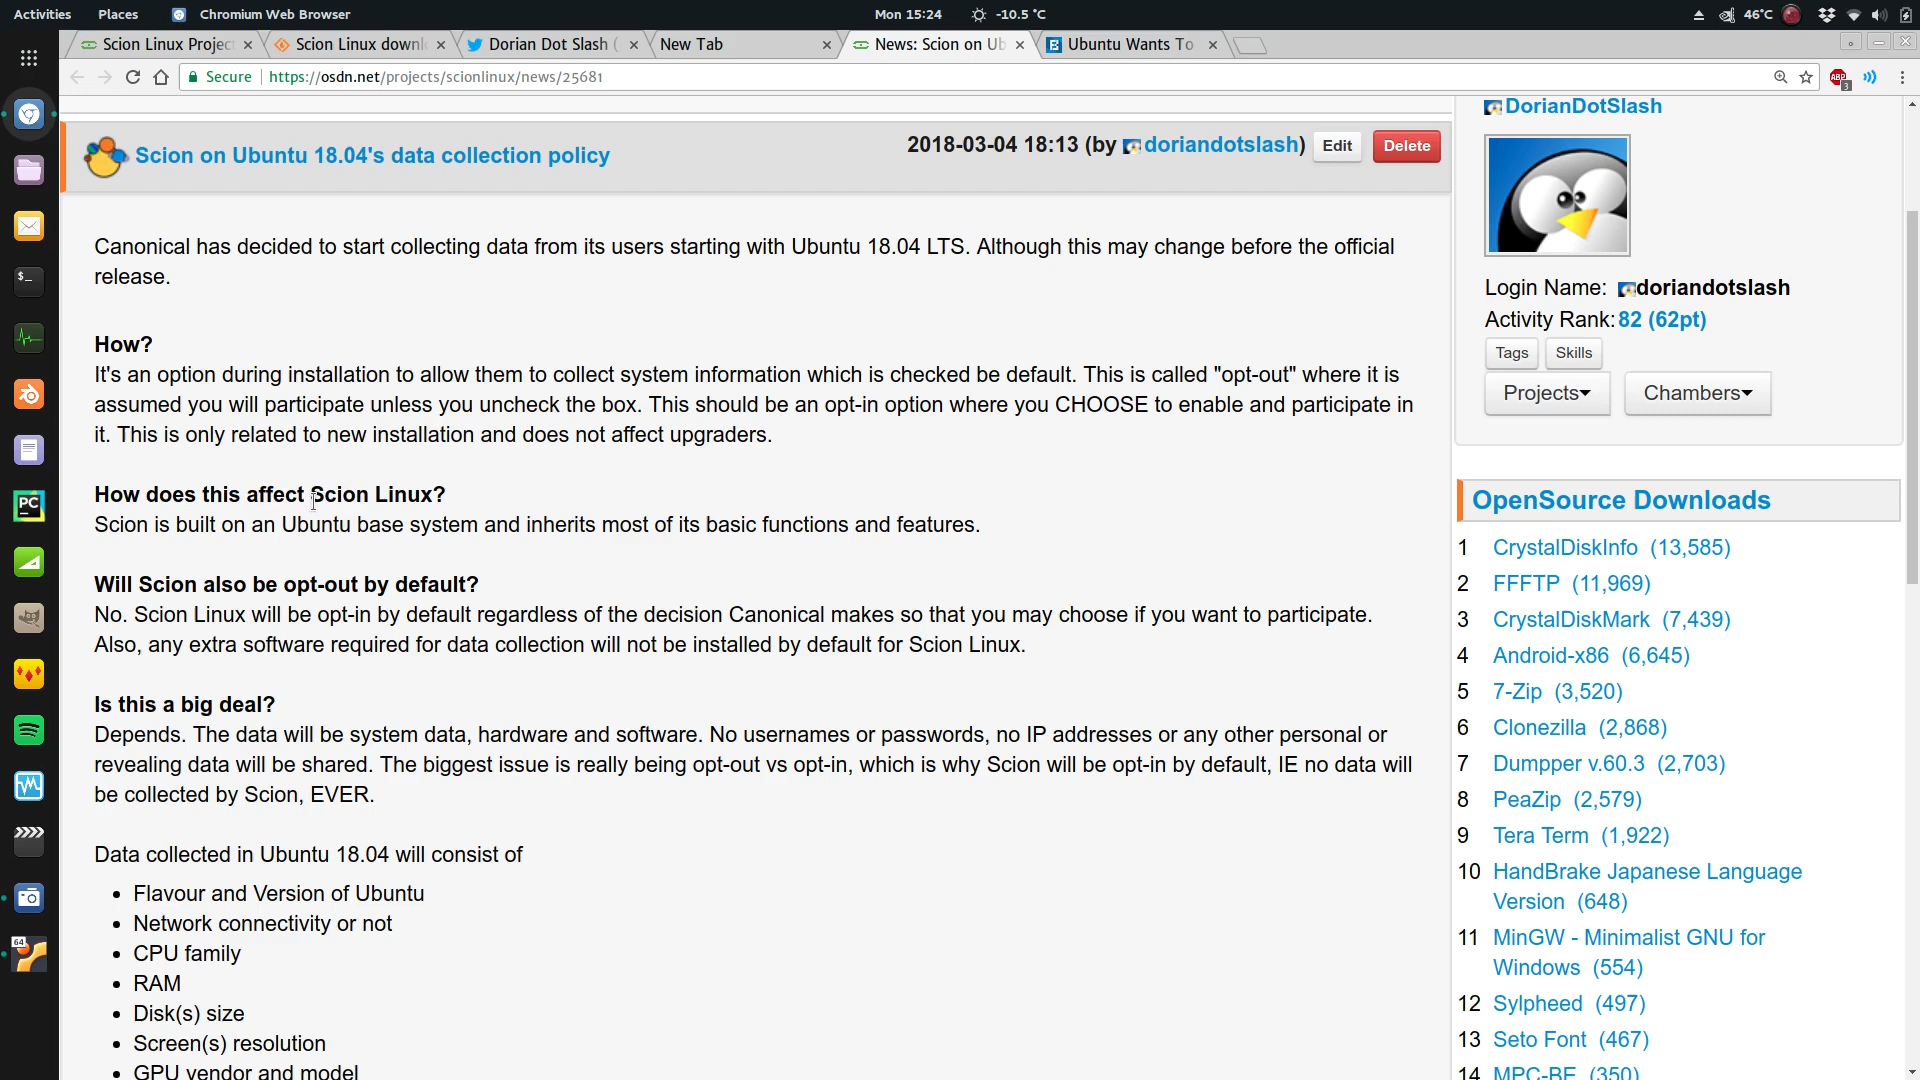 Activities Places Chromium Web Browser Mon 15:24 -10.5 °C 46°C
Scion Linux Projec Scion Linux downl Dorian Dot Slash ( New Tab News: Scion on Ub Ubuntu Wants To
Secure https://osdn.net/projects/scionlinux/news/25681 ABP 3
Scion on Ubuntu 18.04's data collection policy
2018-03-04 18:13 (by doriandotslash) Edit Delete
Canonical has decided to start collecting data from its users starting with Ubuntu 18.04 LTS. Although this may change before the official
release.
How?
It's an option during installation to allow them to collect system information which is checked be default. This is called "opt-out" where it is
assumed you will participate unless you uncheck the box. This should be an opt-in option where you CHOOSE to enable and participate in
it. This is only related to new installation and does not affect upgraders.
How does this affect Scion Linux?
Scion is built on an Ubuntu base system and inherits most of its basic functions and features.
Will Scion also be opt-out by default?
No. Scion Linux will be opt-in by default regardless of the decision Canonical makes so that you may choose if you want to participate.
Also, any extra software required for data collection will not be installed by default for Scion Linux.
Is this a big deal?
Depends. The data will be system data, hardware and software. No usernames or passwords, no IP addresses or any other personal or
revealing data will be shared. The biggest issue is really being opt-out vs opt-in, which is why Scion will be opt-in by default, IE no data will
be collected by Scion, EVER.
Data collected in Ubuntu 18.04 will consist of
• Flavour and Version of Ubuntu
• Network connectivity or not
• CPU family
• RAM
• Disk(s) size
• Screen(s) resolution
• GPU vendor and model
DorianDotSlash
Login Name: doriandotslash
Activity Rank: 82 (62pt)
Tags Skills
Projects▾ Chambers▾
OpenSource Downloads
1 CrystalDiskInfo (13,585)
2 FFFTP (11,969)
3 CrystalDiskMark (7,439)
4 Android-x86 (6,645)
5 7-Zip (3,520)
6 Clonezilla (2,868)
7 Dumpper v.60.3 (2,703)
8 PeaZip (2,579)
9 Tera Term (1,922)
10 HandBrake Japanese Language
Version (648)
11 MinGW - Minimalist GNU for
Windows (554)
12 Sylpheed (497)
13 Seto Font (467)
14 MPC-BE (350)
$_
PC
64